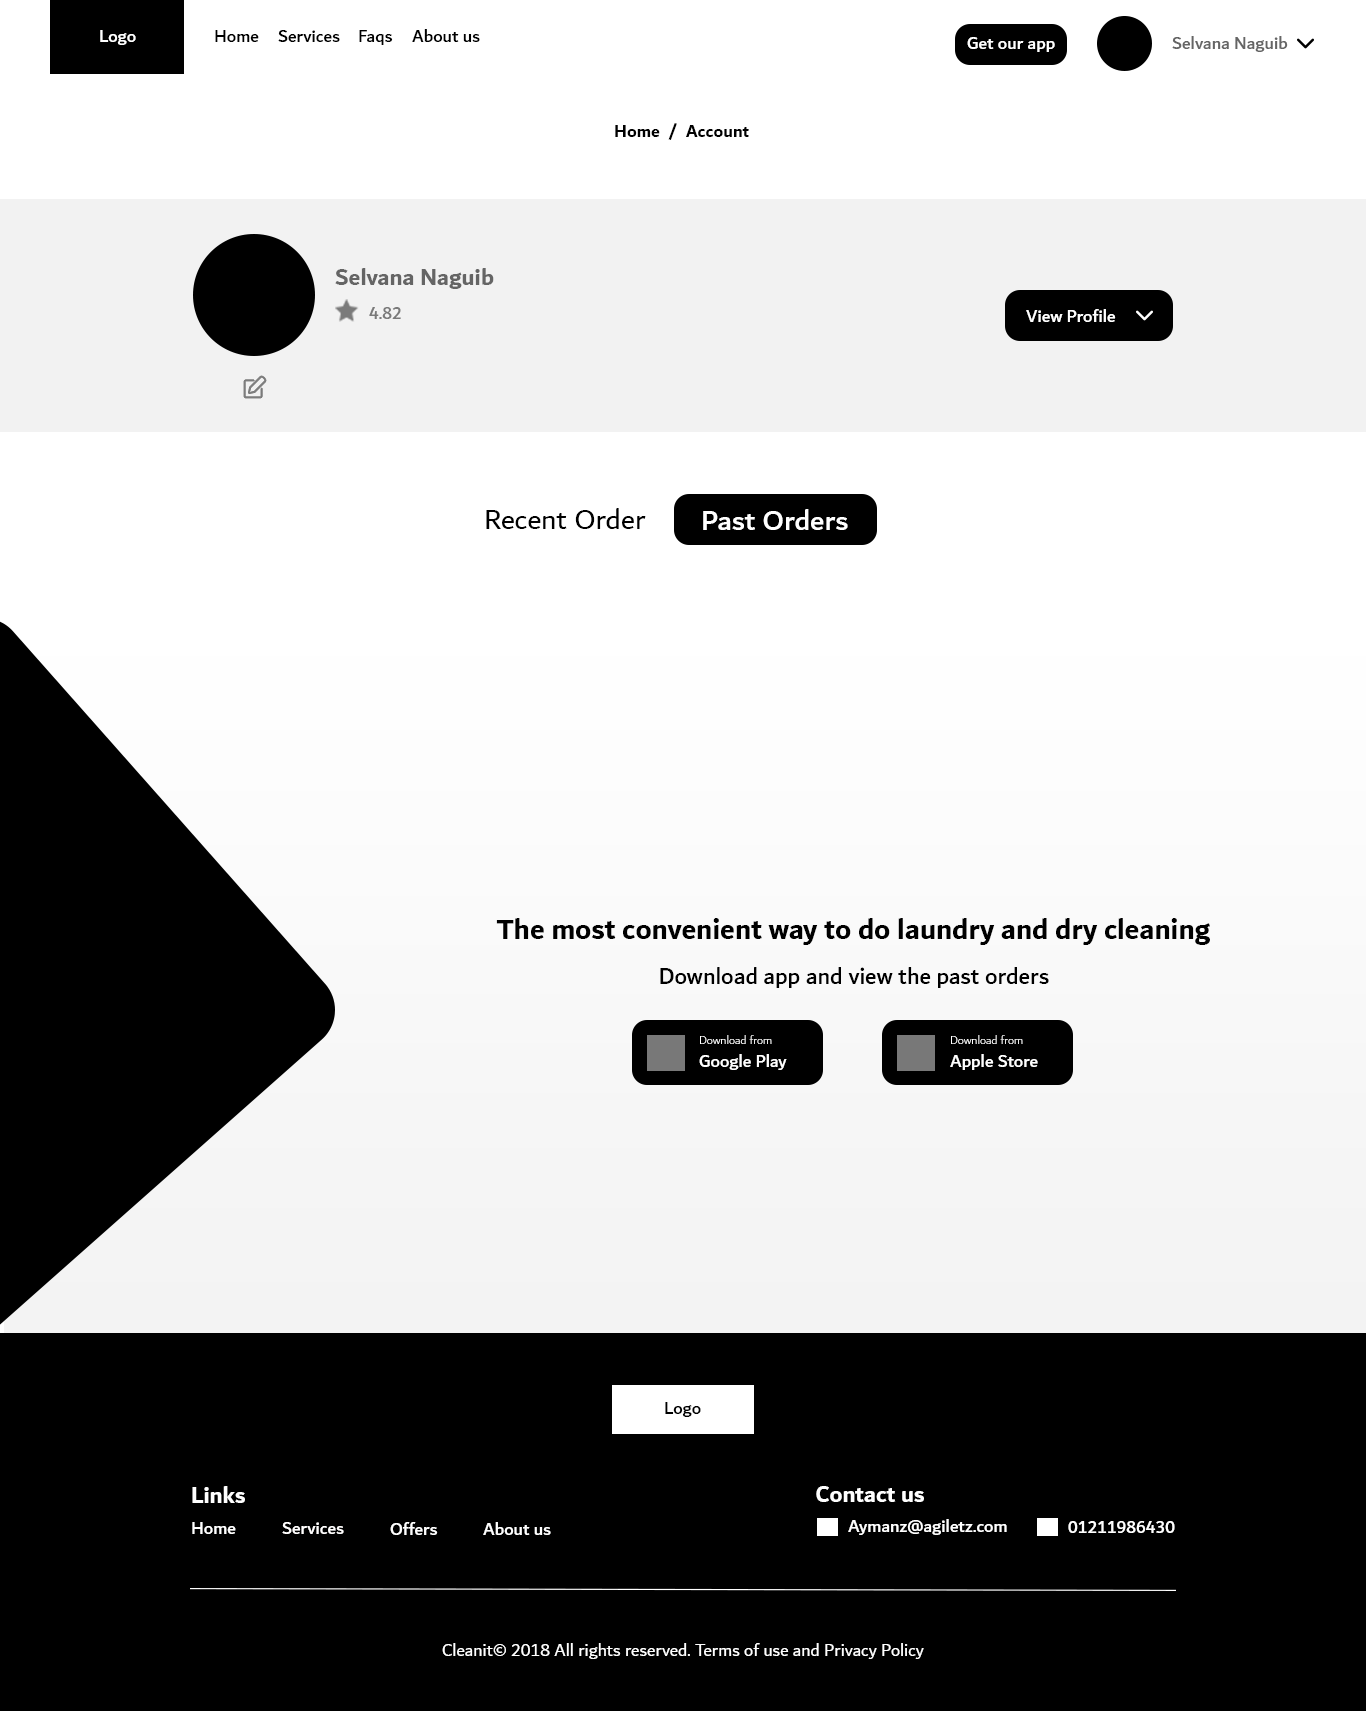 Logo
Home Services Faqs About us
Get our app
Selvana Naguib
Home / Account
Selvana Naguib
4.82
View Profile
Recent Order
Past Orders
The most convenient way to do laundry and dry cleaning
Download app and view the past orders
Download from
Google Play
Download from
Apple Store
Logo
Links
Home Services Offers About us
Contact us
Aymanz@agiletz.com
01211986430
Cleanit© 2018 All rights reserved. Terms of use and Privacy Policy